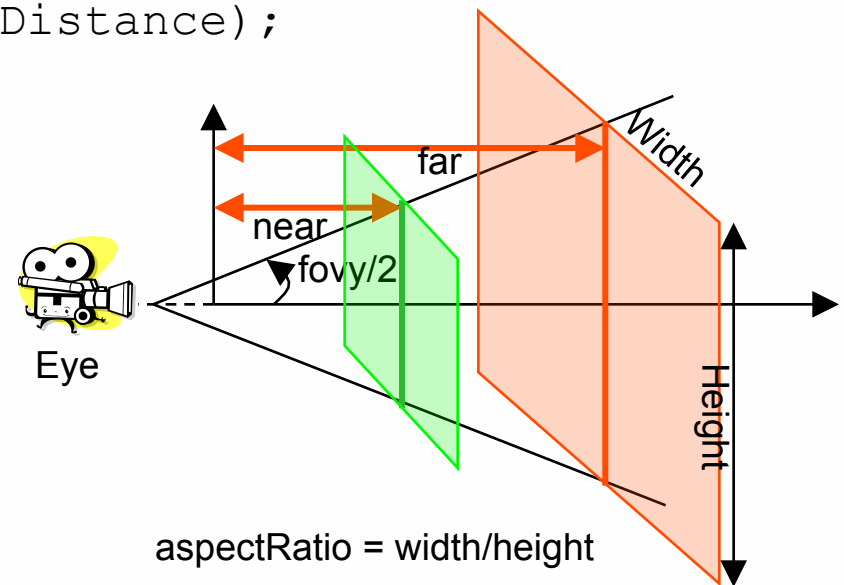 Distance);
Width
far
near
fovy/2
Eye
Height
aspectRatio = width/height